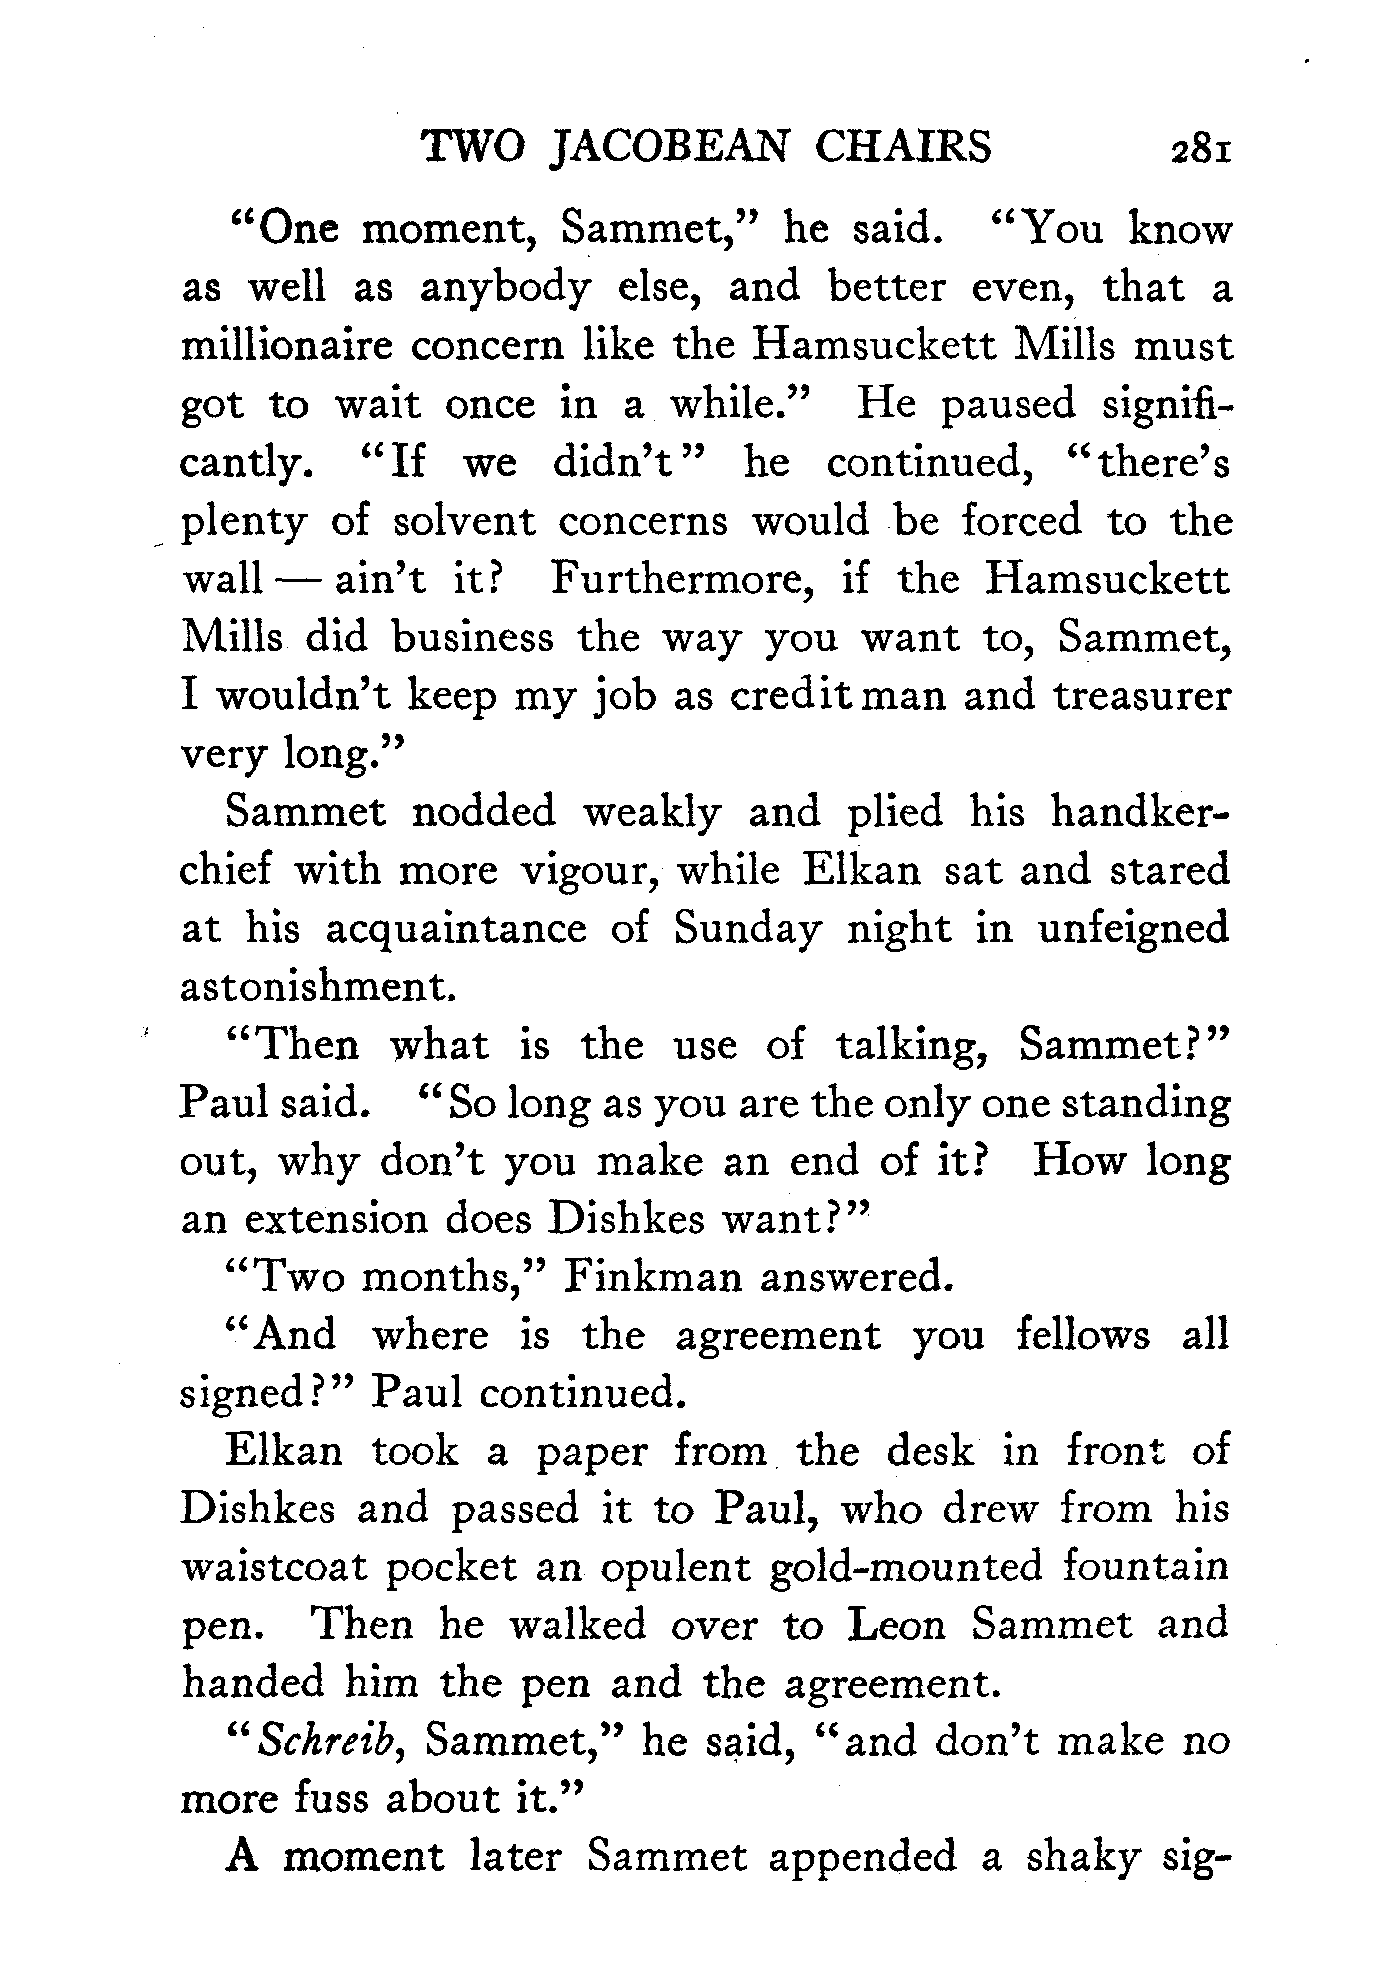 TWO JACOBEAN CHAIRS 281
“One moment, Sammet,” he said. “You know
as well as anybody else, and better even, that a
millionaire concern like the Hamsuckett Mills must
got to wait once in a while.” He paused signifi-
cantly. “If we didn’t” he continued, “there’s
plenty of solvent concerns would be forced to the
wall — ain’t it? Furthermore, if the Hamsuckett
Mills did business the way you want to, Sammet,
I wouldn’t keep my job as credit man and treasurer
very long.”
Sammet nodded weakly and plied his handker-
chief with more vigour, while Elkan sat and stared
at his acquaintance of Sunday night in unfeigned
astonishment.
“Then what is the use of talking, Sammet?”
Paul said. “So long as you are the only one standing
out, why don’t you make an end of it? How long
an extension does Dishkes want?”
“Two months,” Finkman answered.
“And where is the agreement you fellows all
signed?” Paul continued.
Elkan took a paper from the desk in front of
Dishkes and passed it to Paul, who drew from his
waistcoat pocket an opulent gold-mounted fountain
pen. Then he walked over to Leon Sammet and
handed him the pen and the agreement.
“Schreib, Sammet,” he said, “and don’t make no
more fuss about it.”
A moment later Sammet appended a shaky sig-